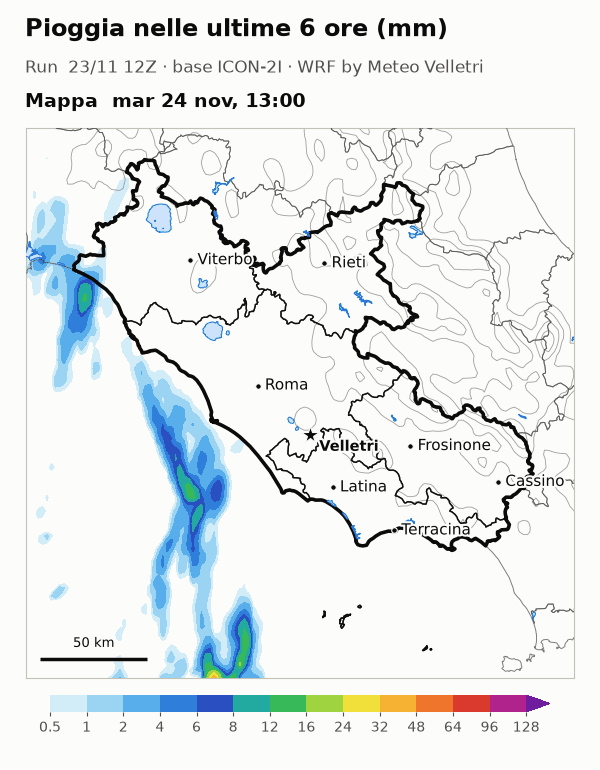 Pioggia nelle ultime 6 ore (mm)
Run  23/11 12Z · base ICON-2I · WRF by Meteo Velletri
Mappa  mar 24 nov, 13:00
Viterbo
Rieti
Roma
Velletri
Frosinone
Cassino
Latina
Terracina
50 km
0.5 1 2 4 6 8 12 16 24 32 48 64 96 128